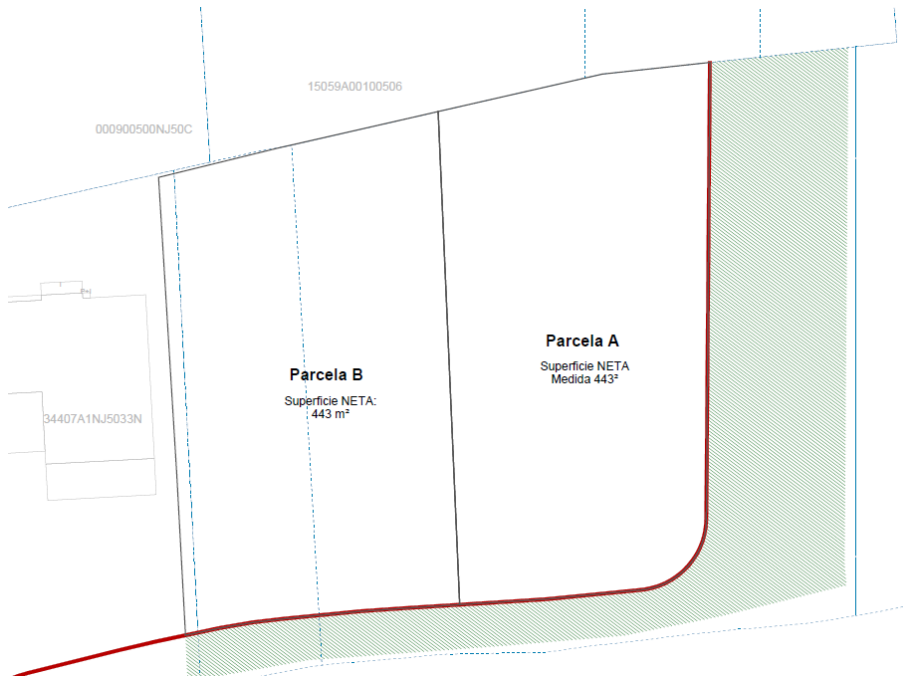 15059A00100506
000900500NJ50C
Parcela A
Superficie NETA
Medida 443²
Parcela B
Superficie NETA:
443 m²
34407A1NJ5033N